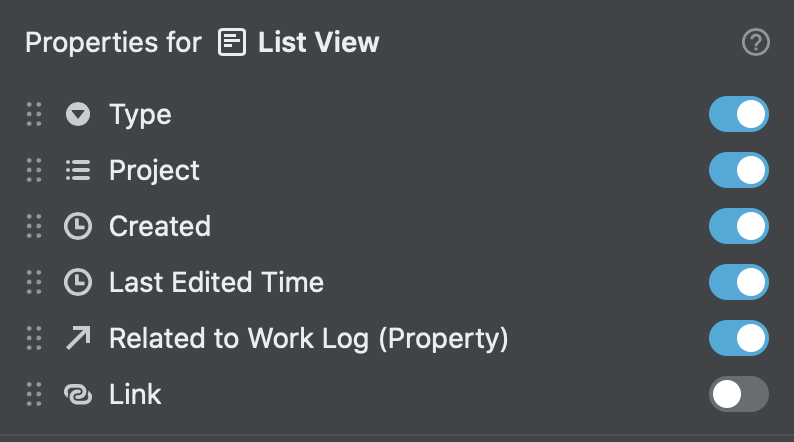 Properties for List View
Type
Project
Created
Last Edited Time
Related to Work Log (Property)
Link